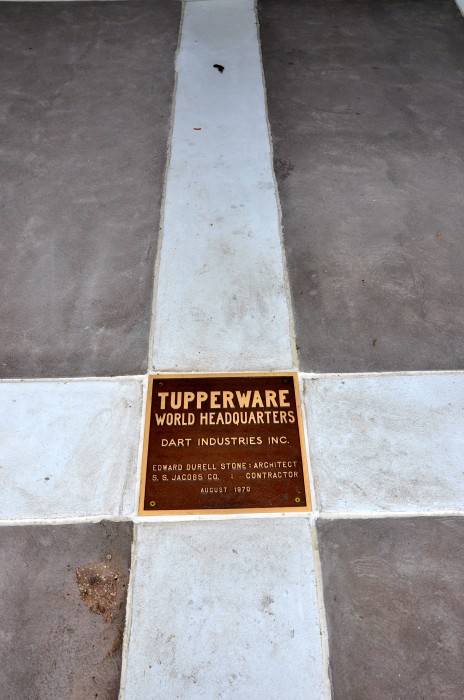 TUPPERWARE
WORLD HEADQUARTERS
DART INDUSTRIES INC.
EDWARD DURELL STONE : ARCHITECT
S. S. JACOBS CO. : CONTRACTOR
AUGUST 1970